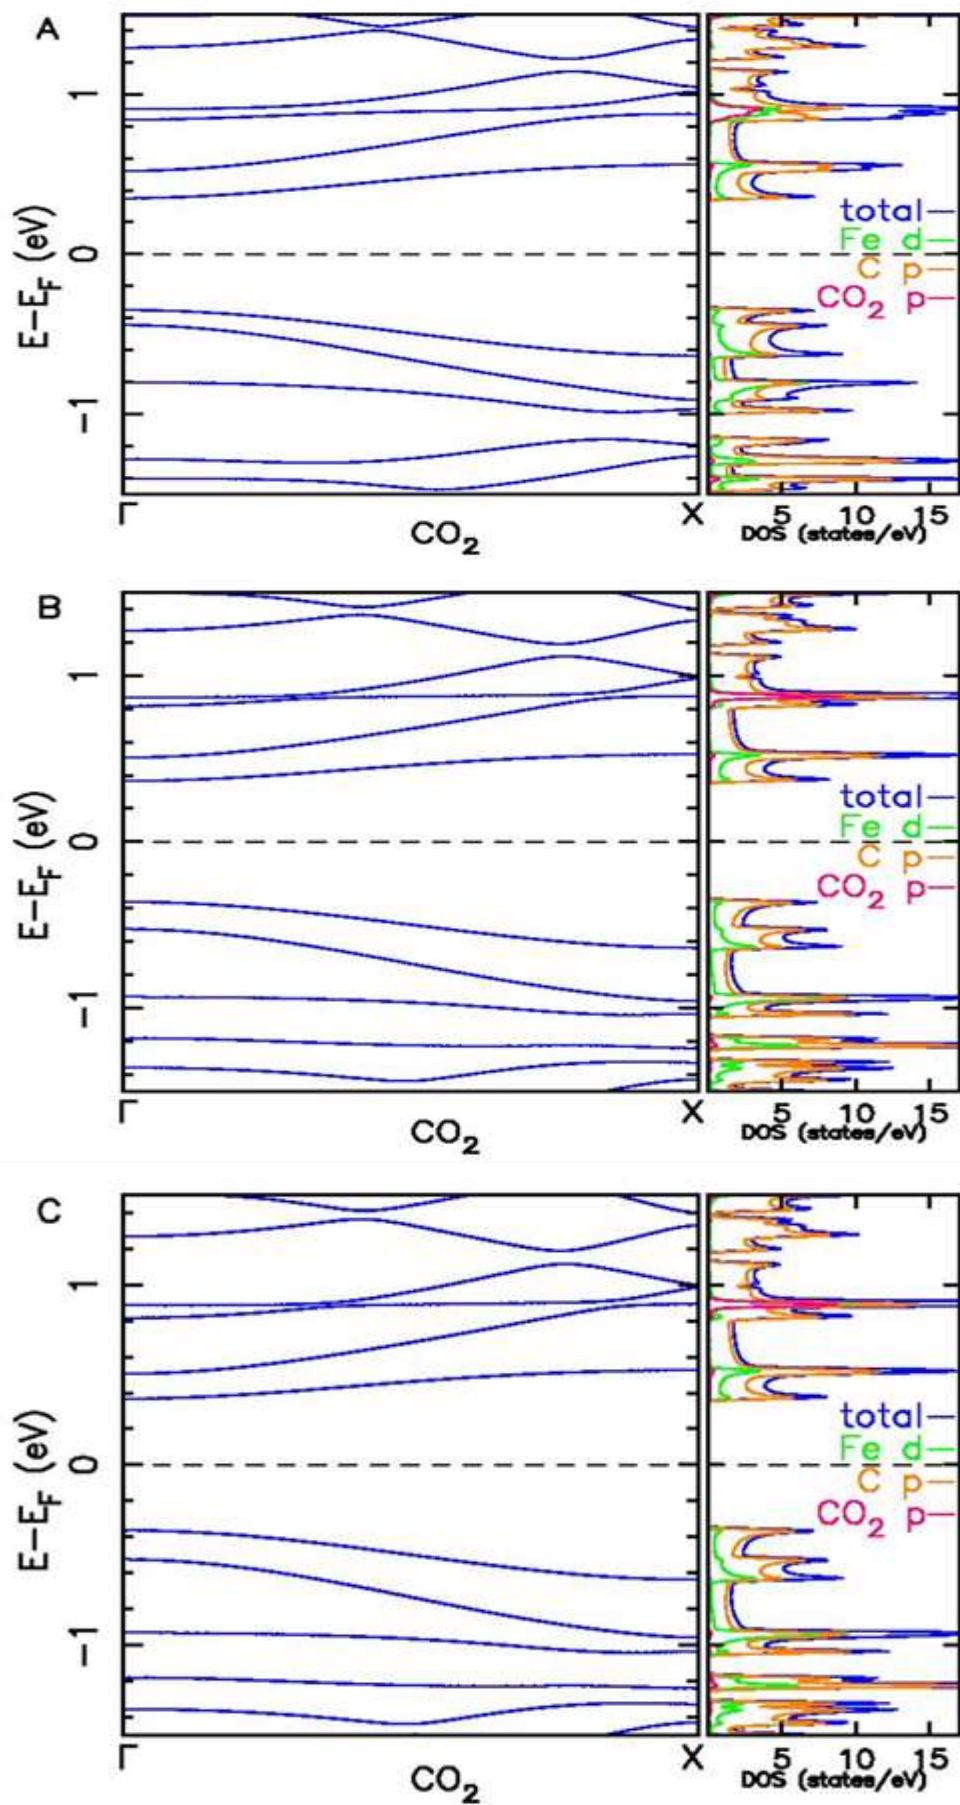 A
E−E_F (eV)
1
0
−1
Γ
CO₂
X
total
Fe d
C p
CO₂ p
5 10 15
DOS (states/eV)
B
E−E_F (eV)
1
0
−1
Γ
CO₂
X
total
Fe d
C p
CO₂ p
5 10 15
DOS (states/eV)
C
E−E_F (eV)
1
0
−1
Γ
CO₂
X
total
Fe d
C p
CO₂ p
5 10 15
DOS (states/eV)